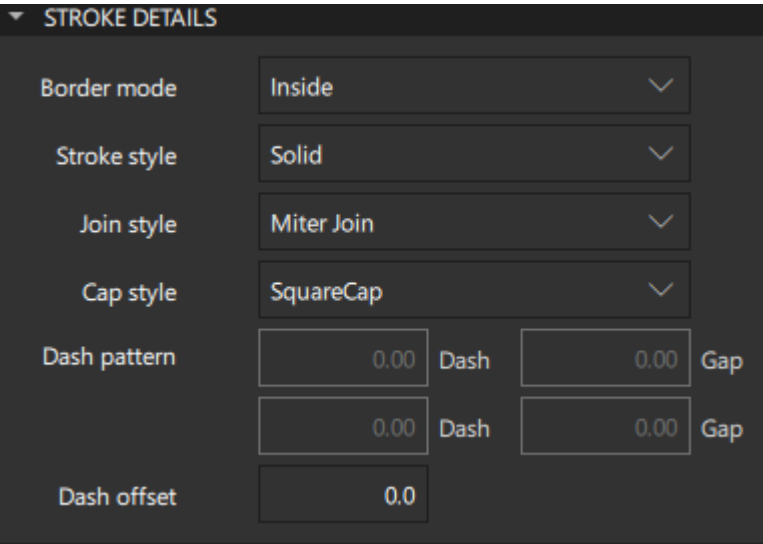 STROKE DETAILS
Border mode Inside
Stroke style Solid
Join style Miter Join
Cap style SquareCap
Dash pattern 0.00 Dash 0.00 Gap
0.00 Dash 0.00 Gap
Dash offset 0.0